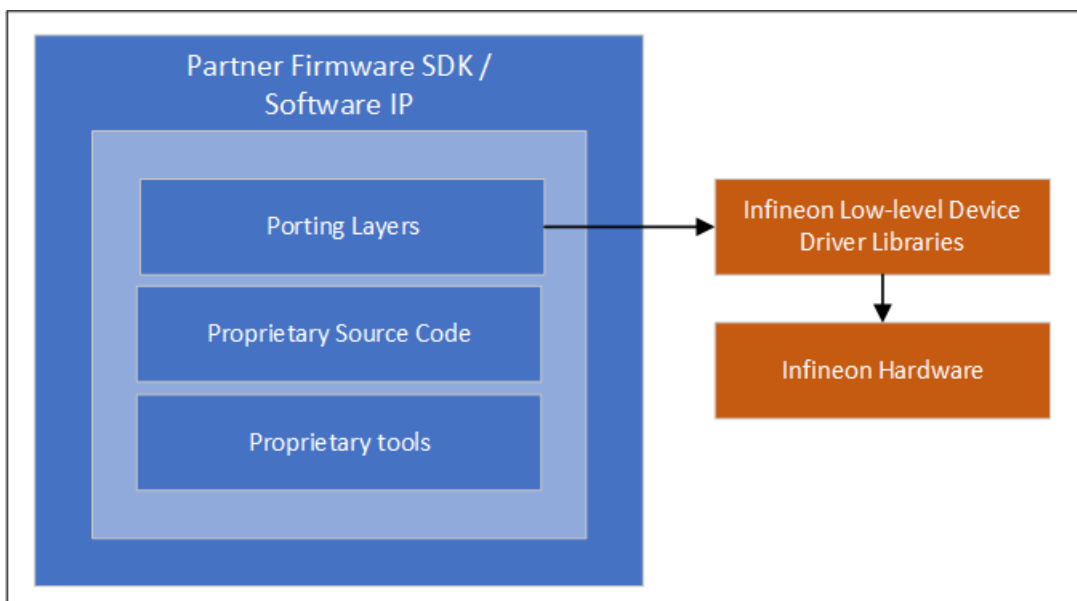 Partner Firmware SDK /
Software IP
Porting Layers
Infineon Low-level Device
Driver Libraries
Proprietary Source Code
Infineon Hardware
Proprietary tools